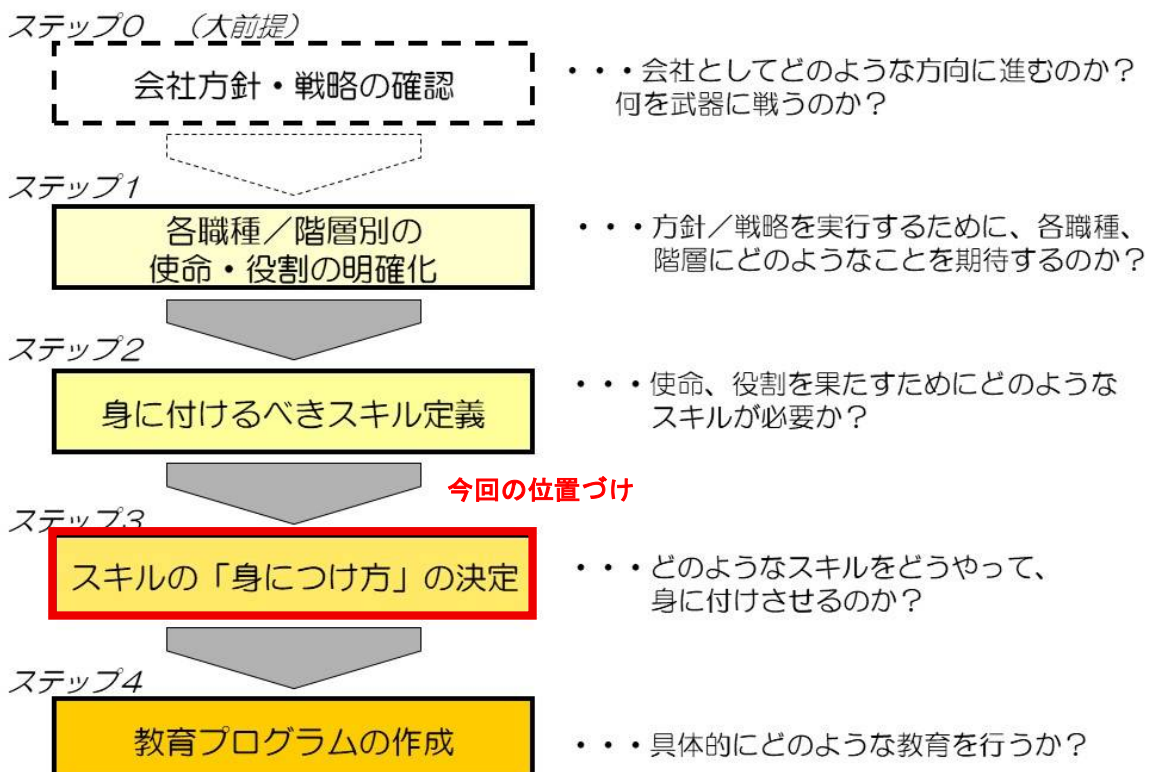 ステップ0 （大前提）
会社方針・戦略の確認
・・・会社としてどのような方向に進むのか？
何を武器に戦うのか？
ステップ1
各職種／階層別の
使命・役割の明確化
・・・方針／戦略を実行するために、各職種、
階層にどのようなことを期待するのか？
ステップ2
身に付けるべきスキル定義
・・・使命、役割を果たすためにどのような
スキルが必要か？
今回の位置づけ
ステップ3
スキルの「身につけ方」の決定
・・・どのようなスキルをどうやって、
身に付けさせるのか？
ステップ4
教育プログラムの作成
・・・具体的にどのような教育を行うか？